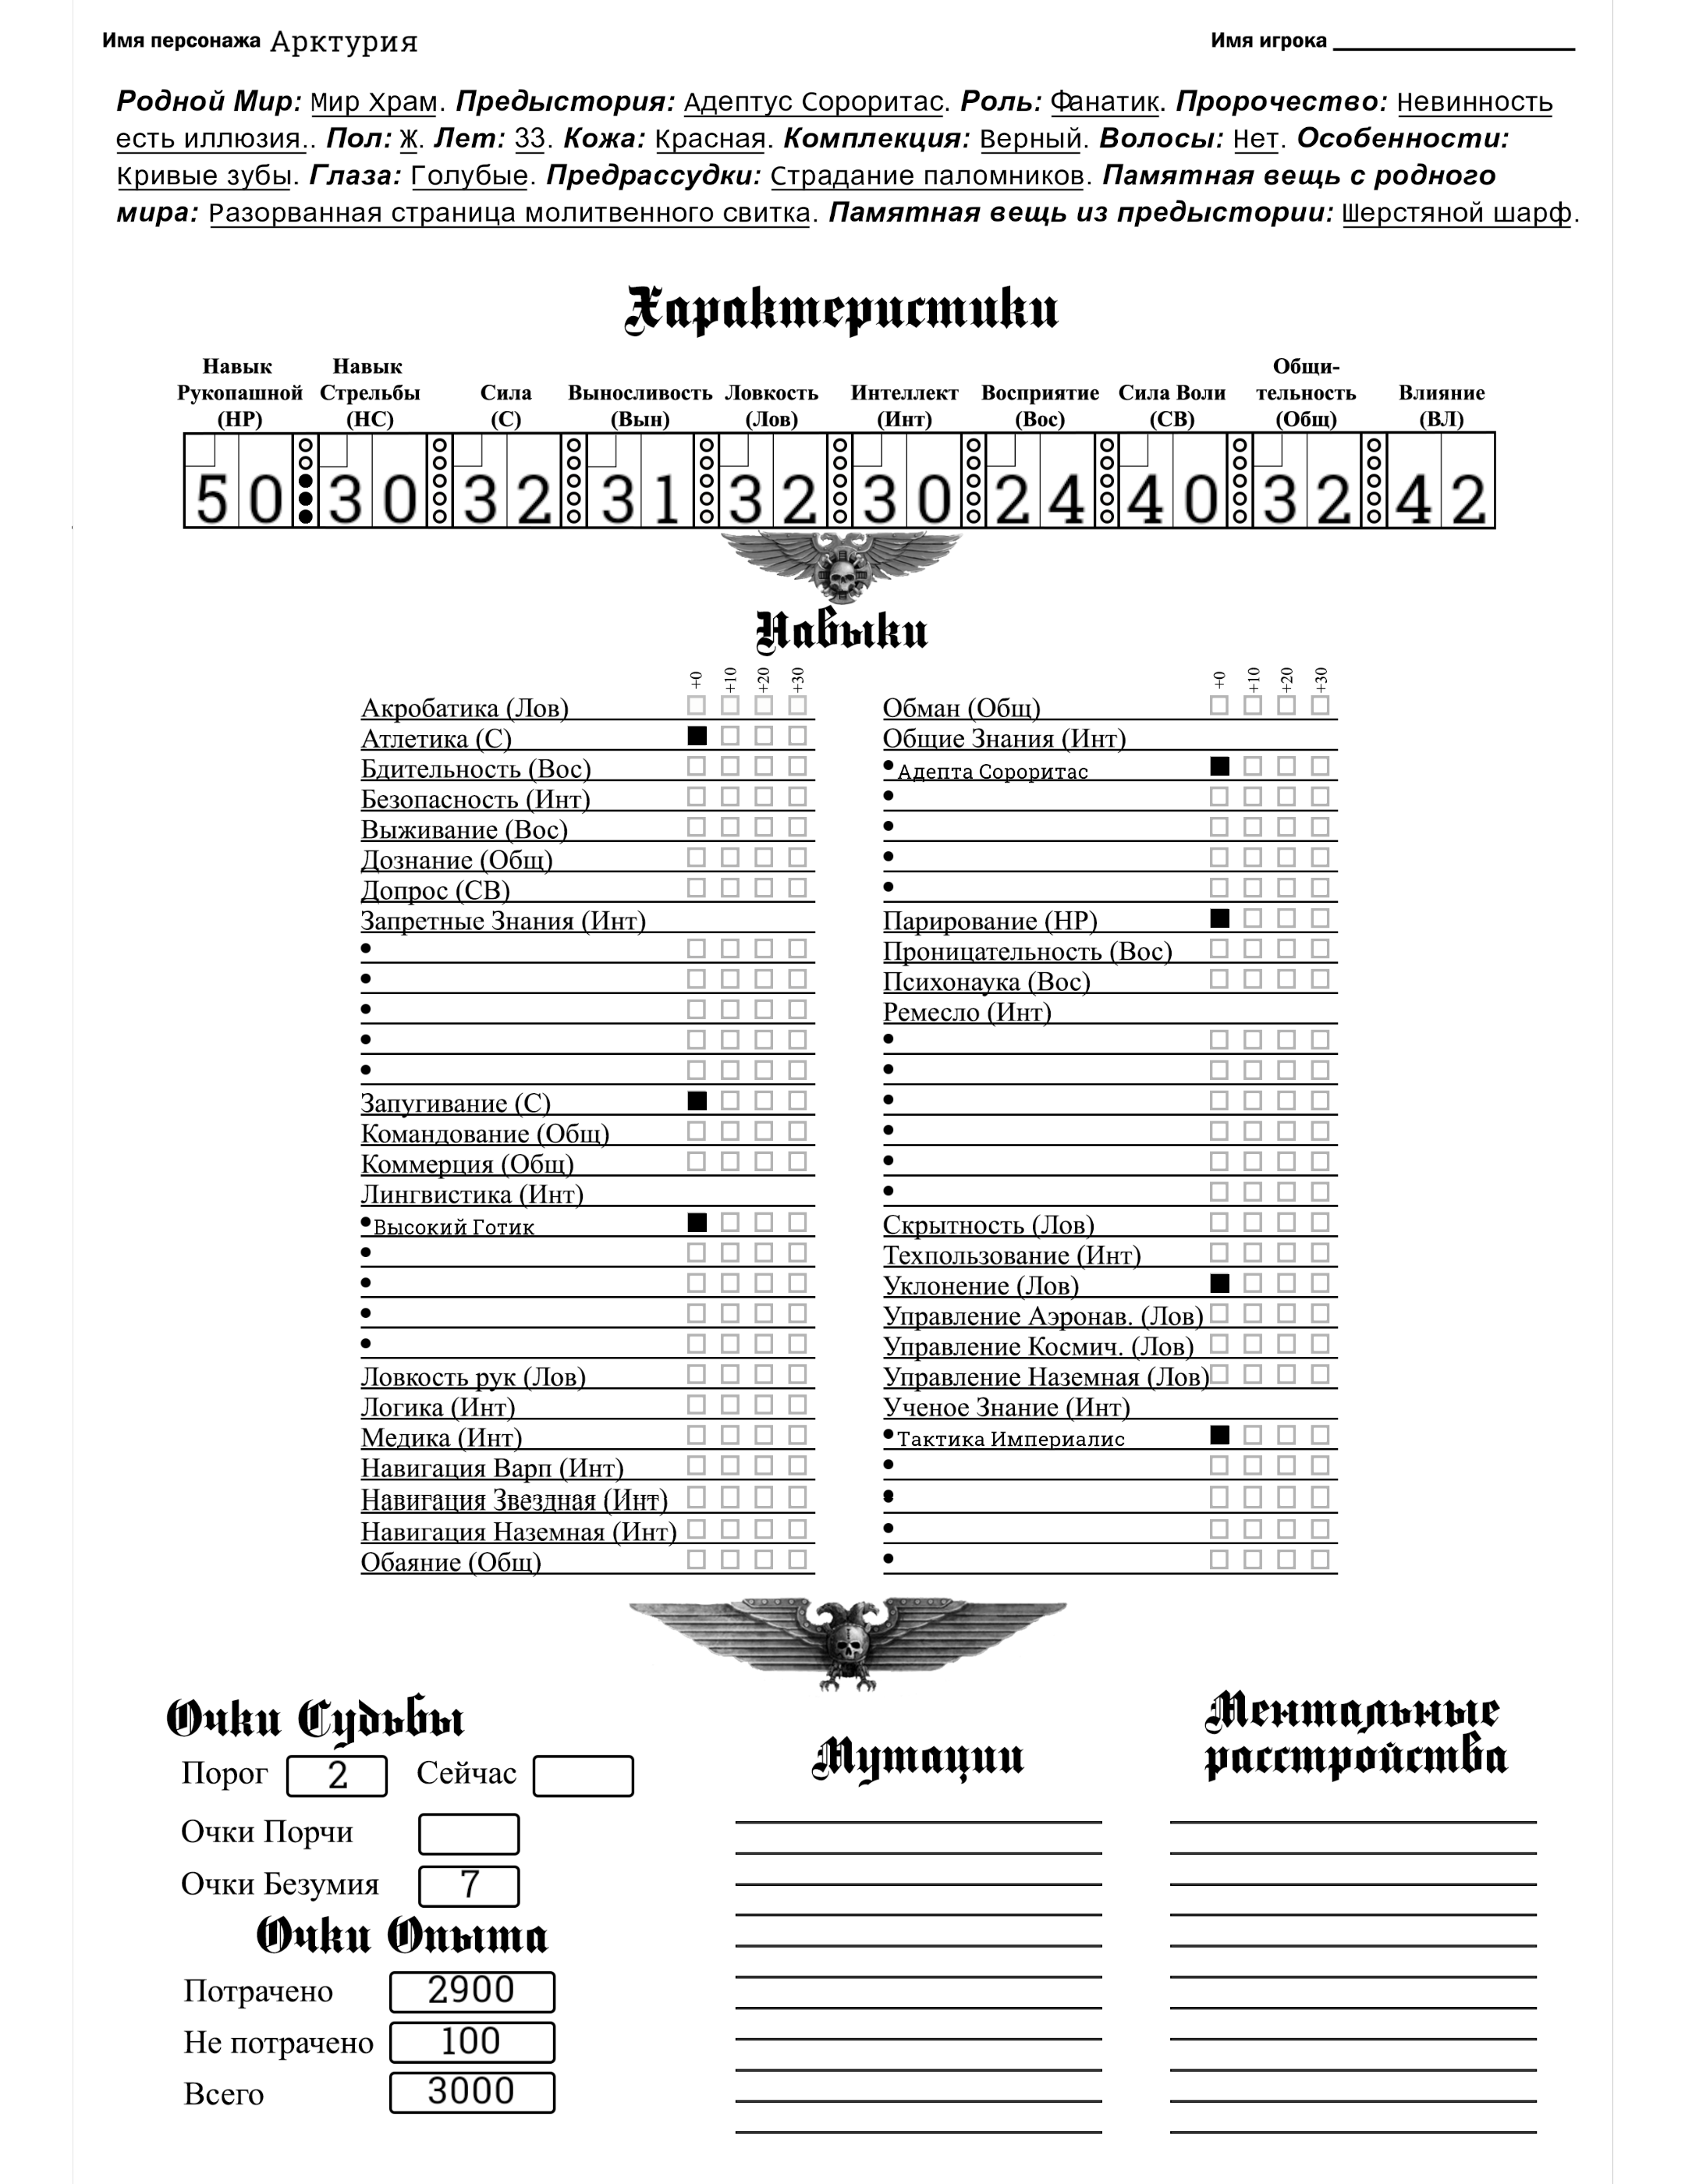 Имя персонажа Арктурия
Имя игрока
Родной Мир: Мир Храм. Предыстория: Адептус Сороритас. Роль: Фанатик. Пророчество: Невинность
есть иллюзия.. Пол: Ж. Лет: 33. Кожа: Красная. Комплекция: Верный. Волосы: Нет. Особенности:
Кривые зубы. Глаза: Голубые. Предрассудки: Страдание паломников. Памятная вещь с родного
мира: Разорванная страница молитвенного свитка. Памятная вещь из предыстории: Шерстяной шарф.
Характеристики
Навык Рукопашной (НР)
Навык Стрельбы (НС)
Сила (С)
Выносливость (Вын)
Ловкость (Лов)
Интеллект (Инт)
Восприятие (Вос)
Сила Воли (СВ)
Общи-тельность (Общ)
Влияние (ВЛ)
50 30 32 31 32 30 24 40 32 42
Навыки
+0 +10 +20 +30
Акробатика (Лов)
Атлетика (С)
Бдительность (Вос)
Безопасность (Инт)
Выживание (Вос)
Дознание (Общ)
Допрос (СВ)
Запретные Знания (Инт)
Запугивание (С)
Командование (Общ)
Коммерция (Общ)
Лингвистика (Инт)
•Высокий Готик
Ловкость рук (Лов)
Логика (Инт)
Медика (Инт)
Навигация Варп (Инт)
Навигация Звездная (Инт)
Навигация Наземная (Инт)
Обаяние (Общ)
+0 +10 +20 +30
Обман (Общ)
Общие Знания (Инт)
•Адепта Сороритас
Парирование (НР)
Проницательность (Вос)
Психонаука (Вос)
Ремесло (Инт)
Скрытность (Лов)
Техпользование (Инт)
Уклонение (Лов)
Управление Аэронав. (Лов)
Управление Космич. (Лов)
Управление Наземная (Лов)
Ученое Знание (Инт)
•Тактика Империалис
Очки Судьбы
Порог 2 Сейчас
Очки Порчи
Очки Безумия 7
Очки Опыта
Потрачено 2900
Не потрачено 100
Всего 3000
Мутации
Ментальные
расстройства